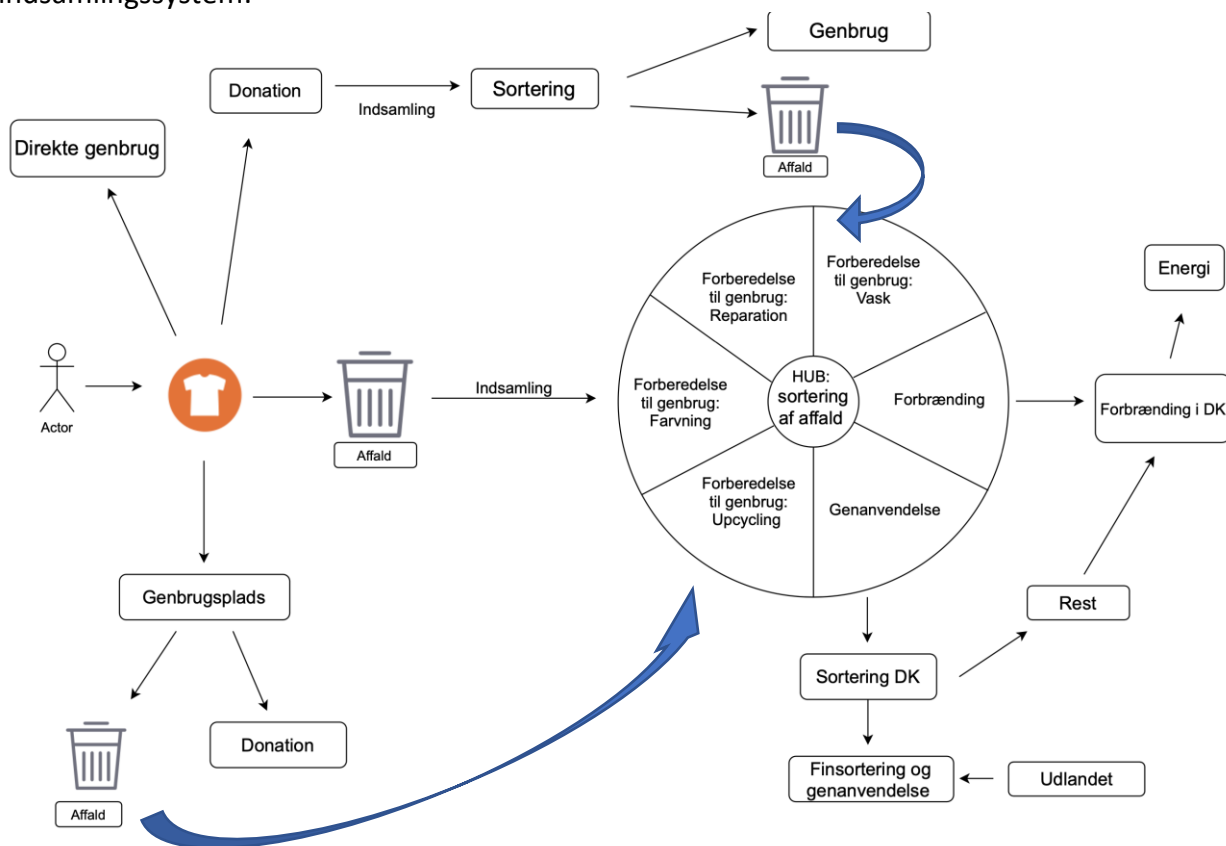 indsamlingssystem.
Genbrug
Donation
Indsamling
Sortering
Affald
Direkte genbrug
Forberedelse
til genbrug:
Reparation
Forberedelse
til genbrug:
Vask
Energi
Actor
Affald
Indsamling
Forberedelse
til genbrug:
Farvning
HUB:
sortering
af affald
Forbrænding
Forbrænding i DK
Forberedelse
til genbrug:
Upcycling
Genanvendelse
Genbrugsplads
Rest
Sortering DK
Donation
Affald
Finsortering og
genanvendelse
Udlandet